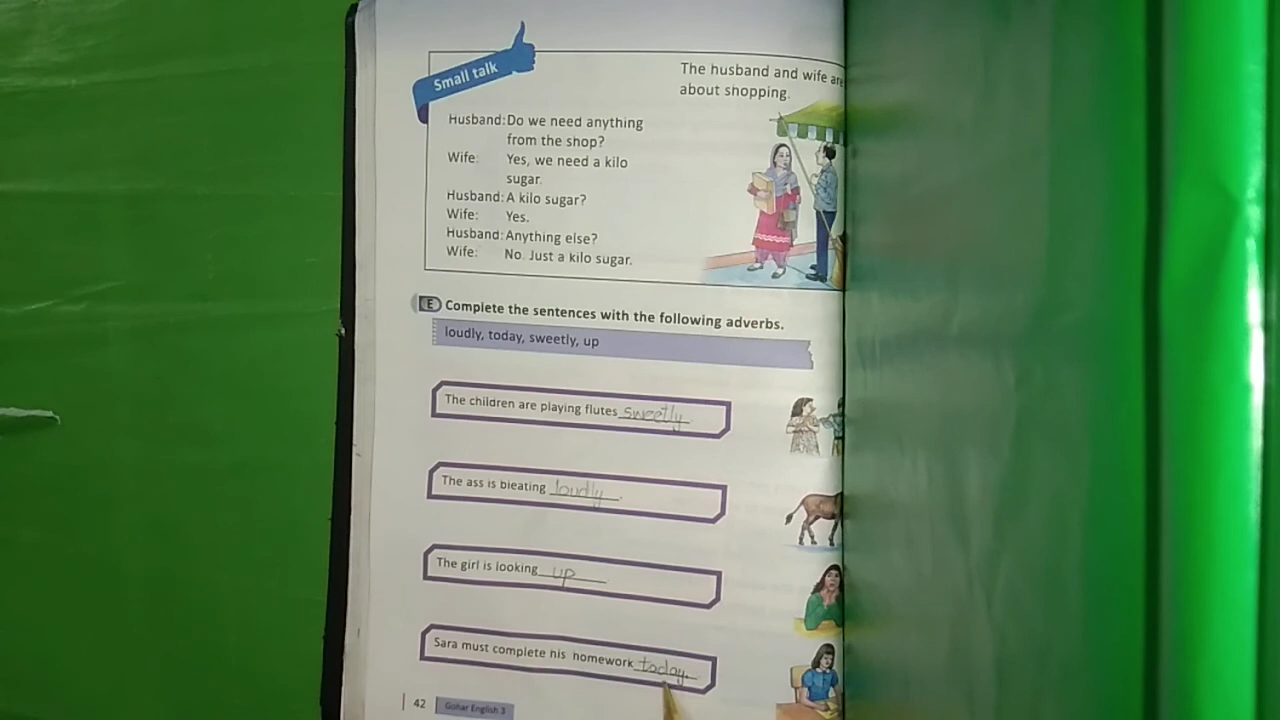 Small talk
The husband and wife are
about shopping.
Husband: Do we need anything
from the shop?
Wife: Yes, we need a kilo
sugar.
Husband: A kilo sugar?
Wife: Yes.
Husband: Anything else?
Wife: No. Just a kilo sugar.
E Complete the sentences with the following adverbs.
loudly, today, sweetly, up
The children are playing flutes sweetly.
The ass is bleating loudly.
The girl is looking up
Sara must complete his homework today.
42 Gohar English 3